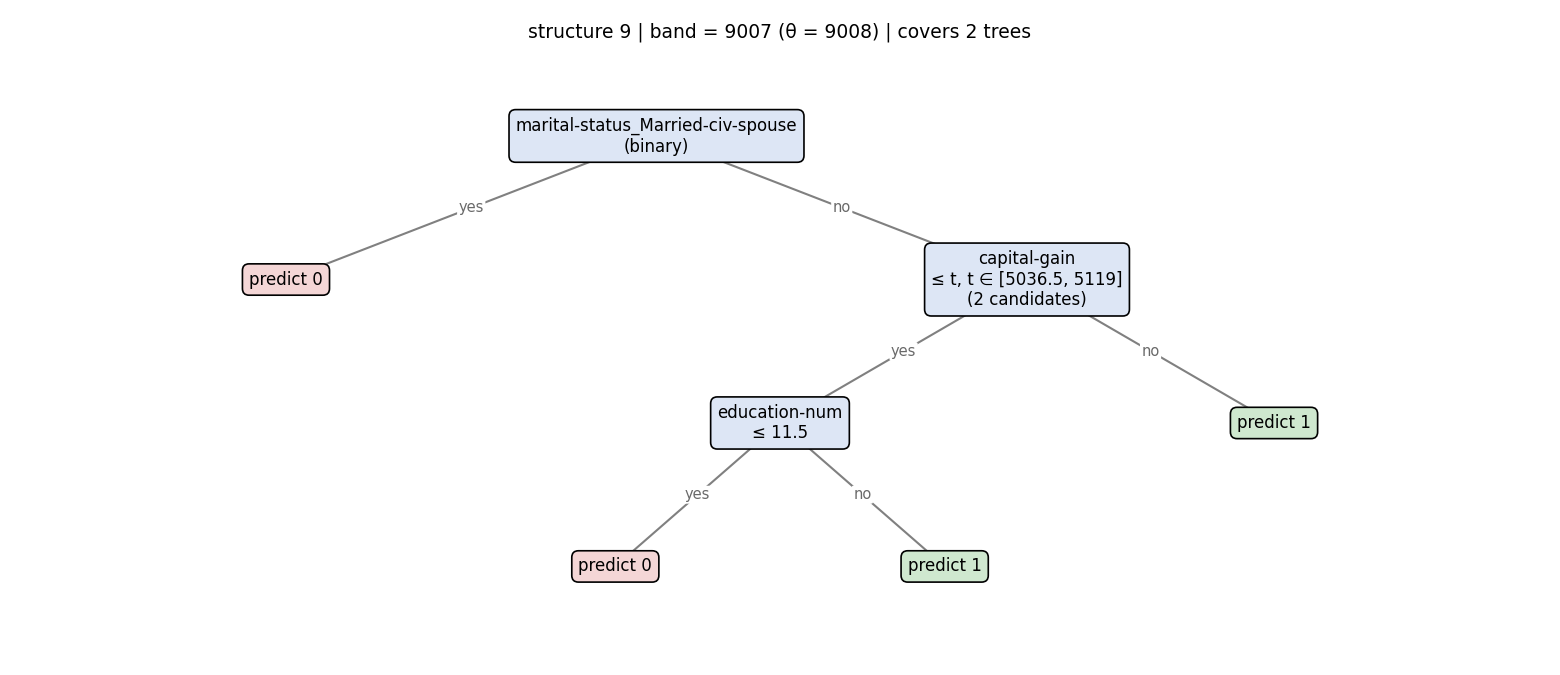 structure 9 | band = 9007 (θ = 9008) | covers 2 trees
marital-status_Married-civ-spouse
(binary)
yes
no
predict 0
capital-gain
≤ t, t ∈ [5036.5, 5119]
(2 candidates)
yes
no
education-num
≤ 11.5
predict 1
yes
no
predict 0
predict 1